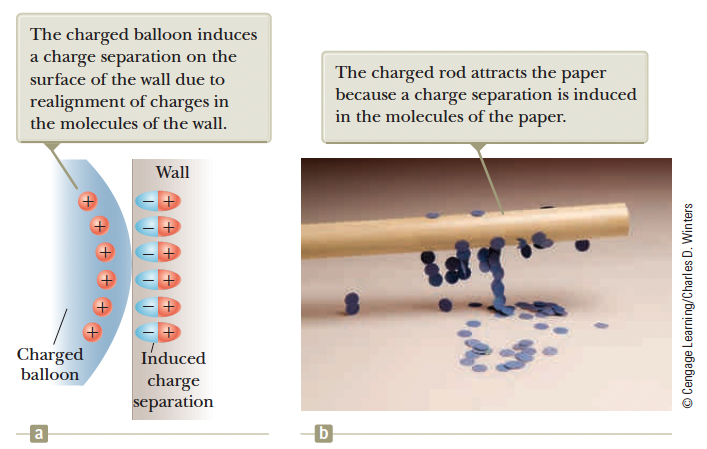 The charged balloon induces
a charge separation on the
surface of the wall due to
realignment of charges in
the molecules of the wall.
The charged rod attracts the paper
because a charge separation is induced
in the molecules of the paper.
Wall
+
+
+
+
+
+
– +
– +
– +
– +
– +
– +
Charged
balloon
Induced
charge
separation
a
b
© Cengage Learning/Charles D. Winters